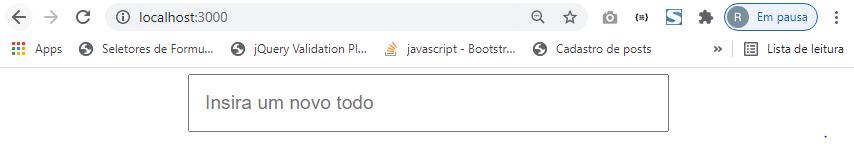 localhost:3000
R Em pausa
Apps Seletores de Formu... jQuery Validation Pl... javascript - Bootstr... Cadastro de posts » Lista de leitura
Insira um novo todo